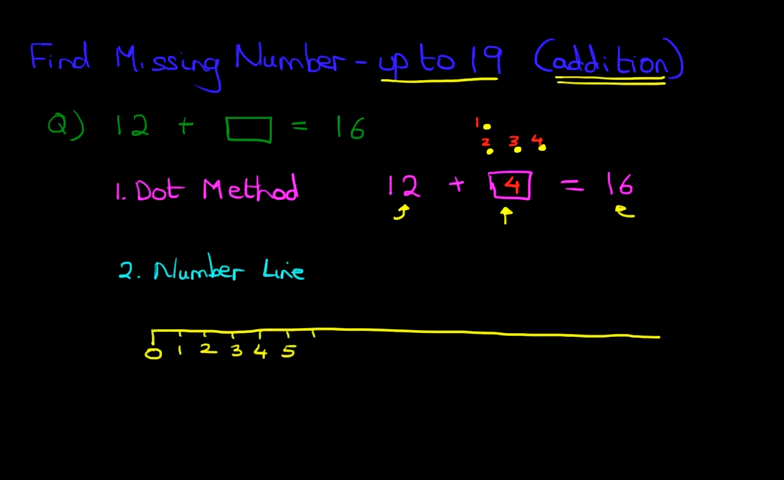 Find Missing Number - up to 19 (addition)
Q) 12 + □ = 16
1 2 3 4
1. Dot Method 12 + 4 = 16
2. Number Line
0 1 2 3 4 5